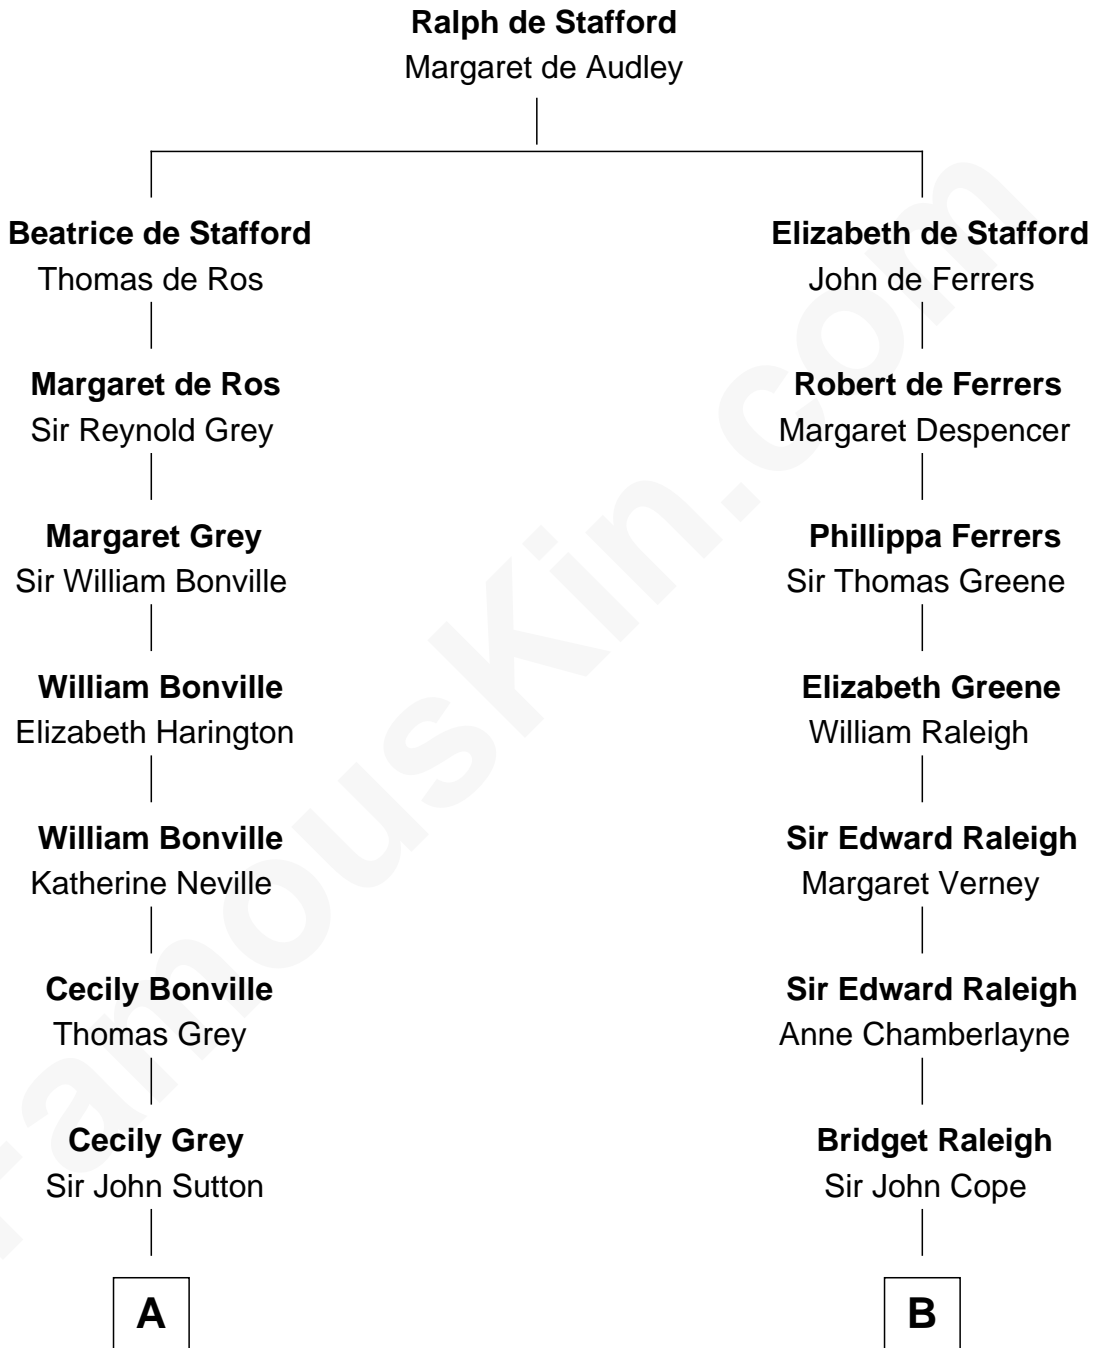 Ralph de Stafford
Margaret de Audley
Beatrice de Stafford
Thomas de Ros
Elizabeth de Stafford
John de Ferrers
Margaret de Ros
Sir Reynold Grey
Robert de Ferrers
Margaret Despencer
Margaret Grey
Sir William Bonville
Phillippa Ferrers
Sir Thomas Greene
William Bonville
Elizabeth Harington
Elizabeth Greene
William Raleigh
William Bonville
Katherine Neville
Sir Edward Raleigh
Margaret Verney
Cecily Bonville
Thomas Grey
Sir Edward Raleigh
Anne Chamberlayne
Cecily Grey
Sir John Sutton
Bridget Raleigh
Sir John Cope
A
B
FamousKin.com